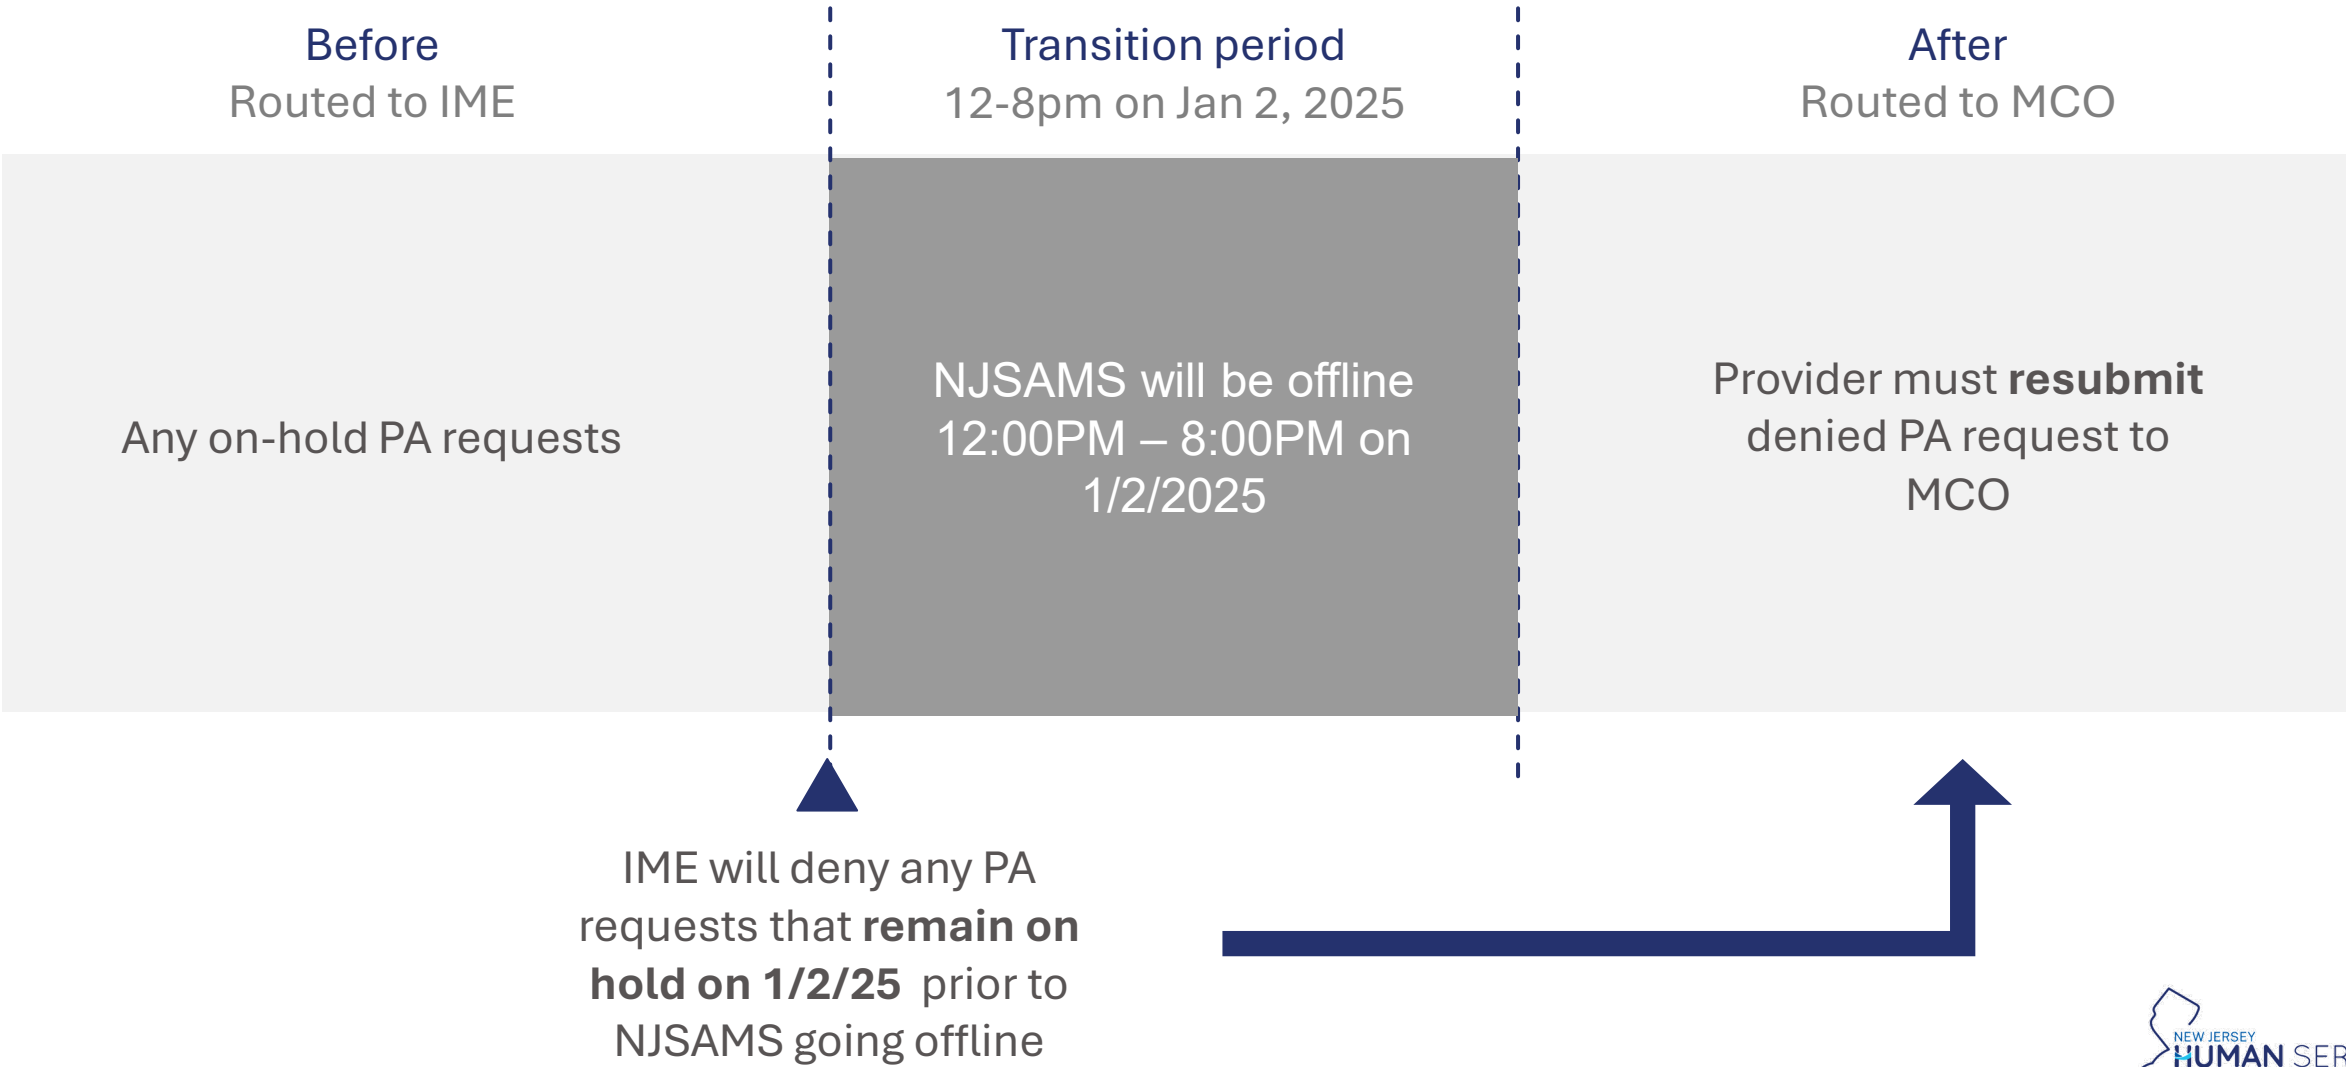 Before
Routed to IME
Transition period
12-8pm on Jan 2, 2025
After
Routed to MCO
Any on-hold PA requests
NJSAMS will be offline
12:00PM – 8:00PM on
1/2/2025
Provider must resubmit
denied PA request to
MCO
IME will deny any PA
requests that remain on
hold on 1/2/25 prior to
NJSAMS going offline
NEW JERSEY
HUMAN SER